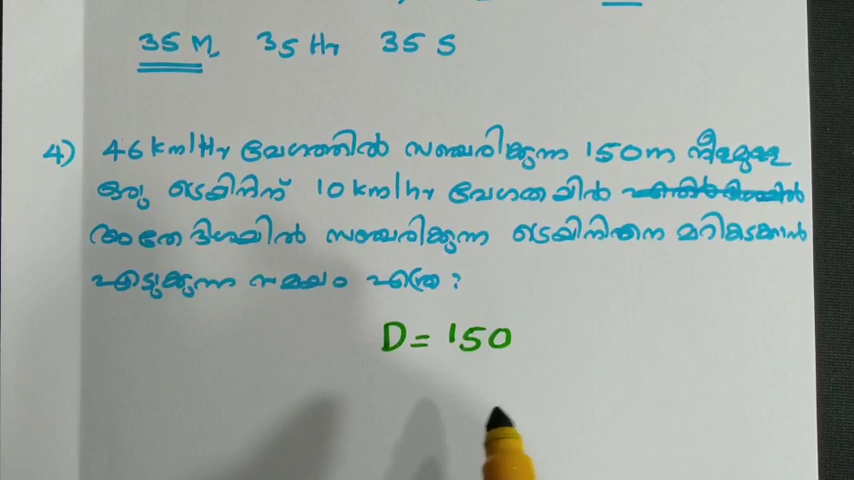 35 M 35 Hr 35 S
4) 46 km/Hr വേഗത്തിൽ സഞ്ചരിക്കുന്ന 150 m നീളമുള്ള
ഒരു ട്രെയിനിന് 10 km/hr വേഗതയിൽ
അതേ ദിശയിൽ സഞ്ചരിക്കുന്ന ട്രെയിനിനെ മറികടക്കാൻ
എടുക്കുന്ന സമയം എത്ര?
D = 150